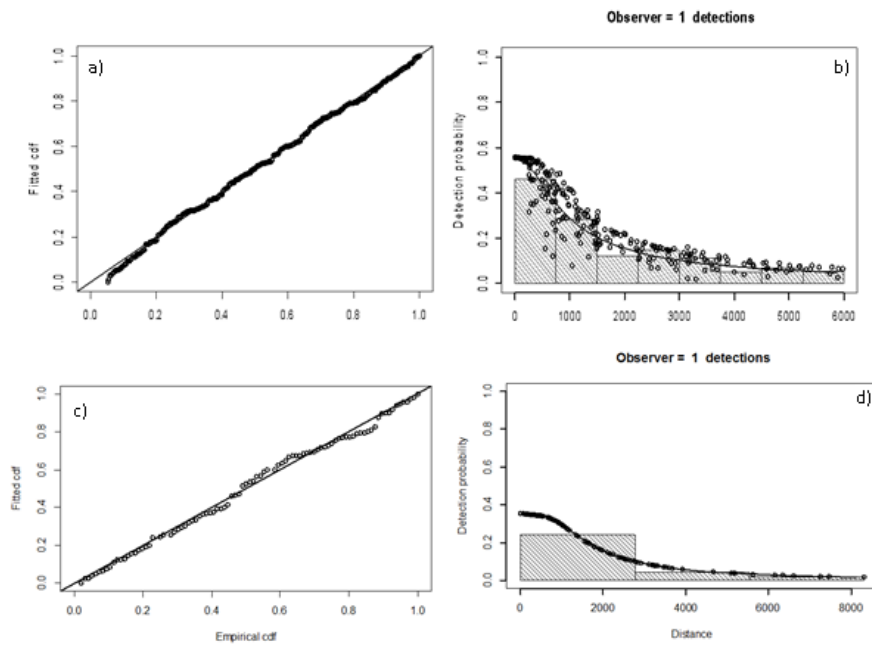 Observer = 1 detections
a)
b)
Fitted cdf
0.0 0.2 0.4 0.6 0.8 1.0
0.0 0.2 0.4 0.6 0.8 1.0
Detection probability
0.0 0.2 0.4 0.6 0.8 1.0
0 1000 2000 3000 4000 5000 6000
Observer = 1 detections
c)
d)
Fitted cdf
0.0 0.2 0.4 0.6 0.8 1.0
0.0 0.2 0.4 0.6 0.8 1.0
Empirical cdf
Detection probability
0.0 0.2 0.4 0.6 0.8 1.0
0 2000 4000 6000 8000
Distance